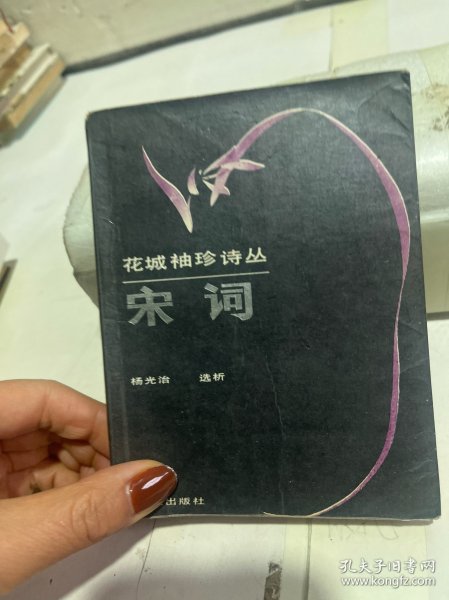 花城袖珍诗丛
宋词
杨光治 选析
出版社
孔夫子旧书网
www.kongfz.com